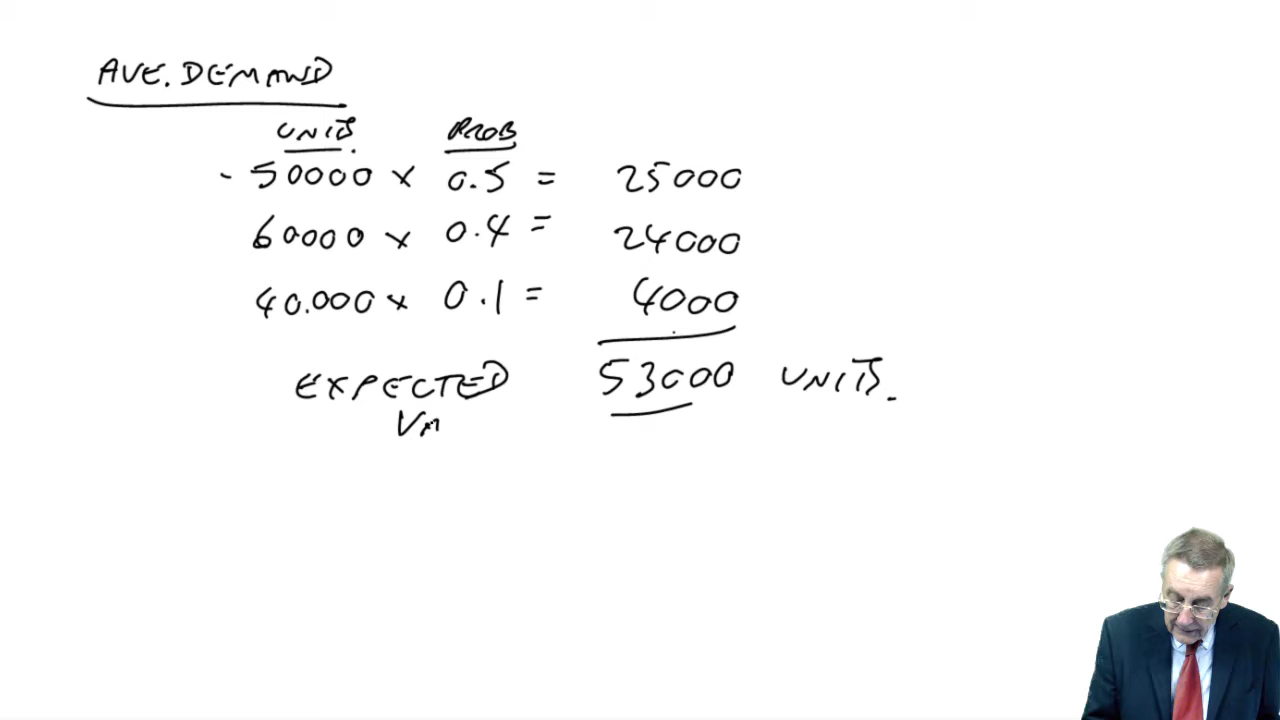 AVE. DEMAND
UNITS PROB
50000 × 0.5 = 25000
60000 × 0.4 = 24000
40.000 × 0.1 = 4000
EXPECTED 53000 UNITS.
VA